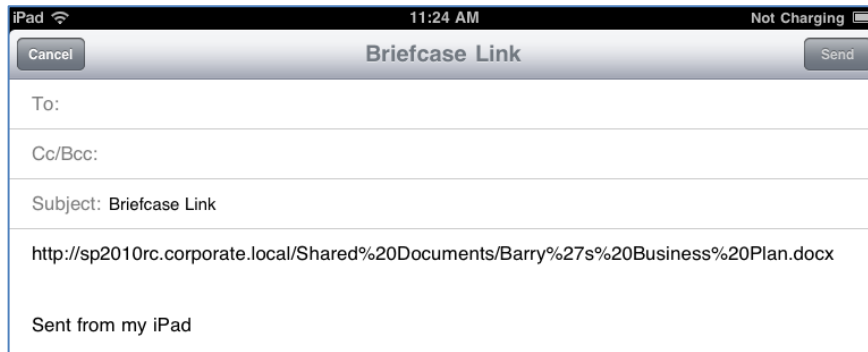 iPad 11:24 AM Not Charging
Cancel Briefcase Link Send
To:
Cc/Bcc:
Subject: Briefcase Link
http://sp2010rc.corporate.local/Shared%20Documents/Barry%27s%20Business%20Plan.docx
Sent from my iPad